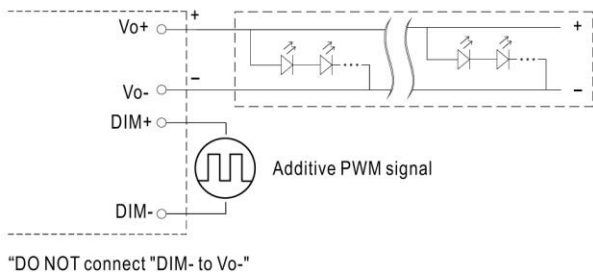 Vo+ + +
Vo- - -
DIM+
Additive PWM signal
DIM-
"DO NOT connect "DIM- to Vo-"